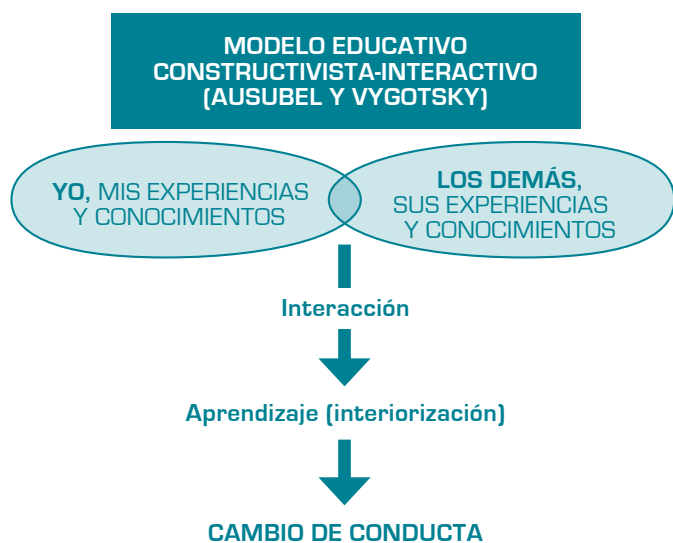 MODELO EDUCATIVO
CONSTRUCTIVISTA-INTERACTIVO
(AUSUBEL Y VYGOTSKY)
YO, MIS EXPERIENCIAS
Y CONOCIMIENTOS
LOS DEMÁS,
SUS EXPERIENCIAS
Y CONOCIMIENTOS
Interacción
Aprendizaje (interiorización)
CAMBIO DE CONDUCTA